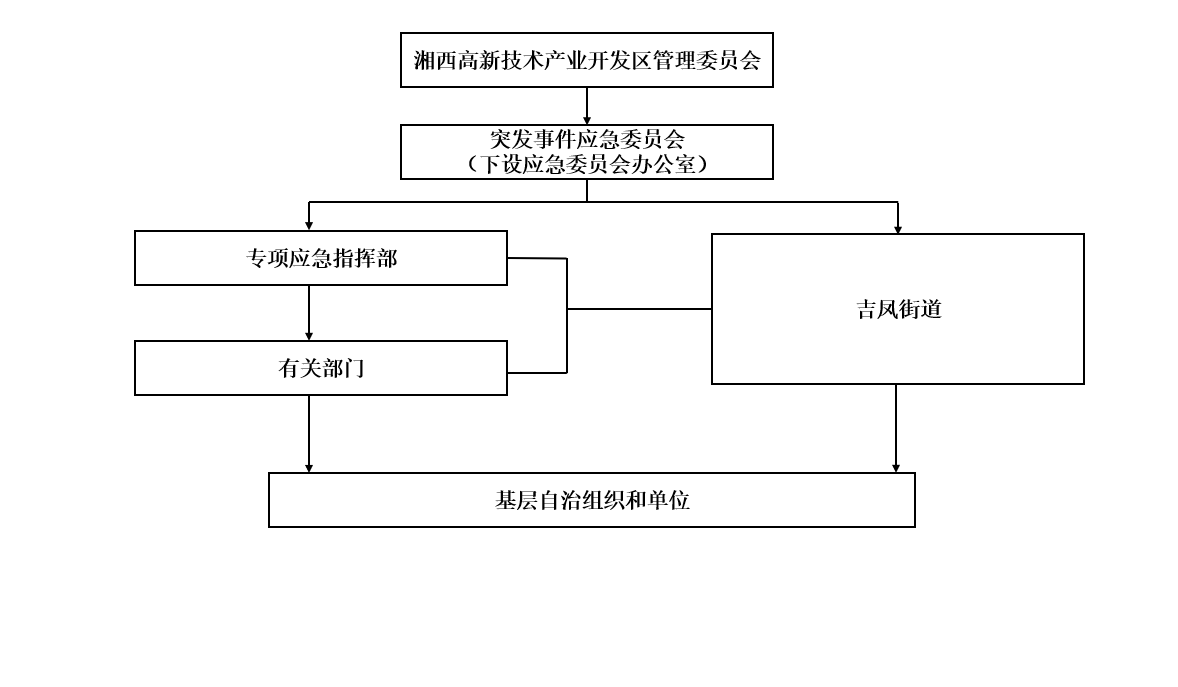 湘西高新技术产业开发区管理委员会
突发事件应急委员会
（下设应急委员会办公室）
专项应急指挥部
吉凤街道
有关部门
基层自治组织和单位